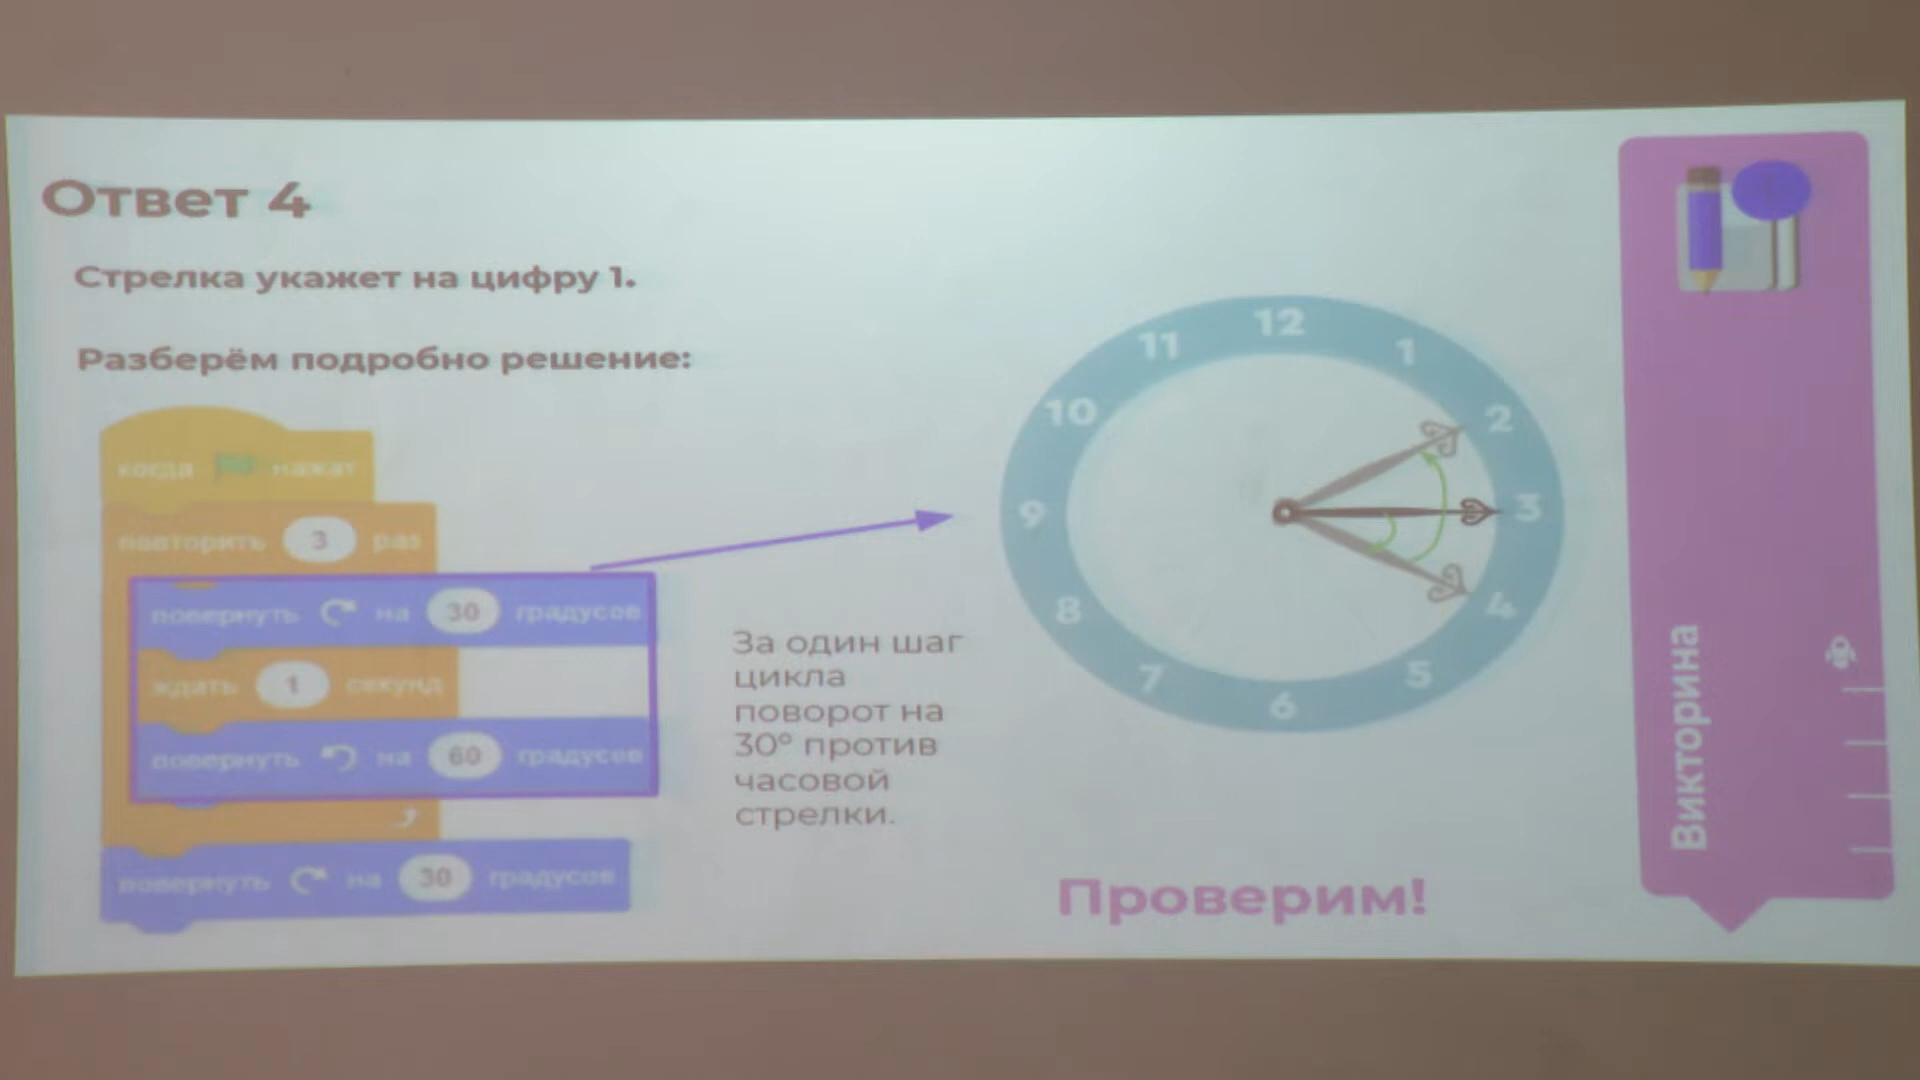 Ответ 4
Стрелка укажет на цифру 1.
Разберём подробно решение:
когда нажат
повторить 3 раз
повернуть на 30 градусов
ждать 1 секунд
повернуть на 60 градусов
повернуть на 30 градусов
За один шаг
цикла
поворот на
30° против
часовой
стрелки.
12
1
2
3
4
5
6
7
8
9
10
11
Проверим!
Викторина